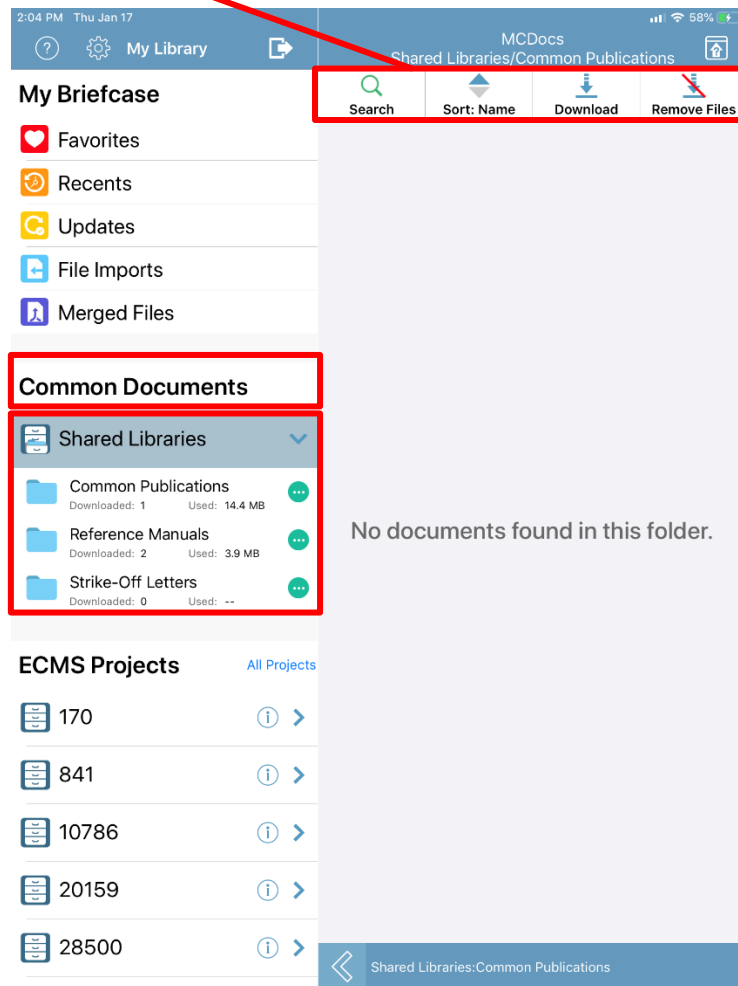 2:04 PM Thu Jan 17
58%
My Library
MCDocs
Shared Libraries/Common Publications
Search
Sort: Name
Download
Remove Files
My Briefcase
Favorites
Recents
Updates
File Imports
Merged Files
Common Documents
Shared Libraries
Common Publications
Downloaded: 1 Used: 14.4 MB
Reference Manuals
Downloaded: 2 Used: 3.9 MB
Strike-Off Letters
Downloaded: 0 Used: --
No documents found in this folder.
ECMS Projects All Projects
170
841
10786
20159
28500
Shared Libraries:Common Publications